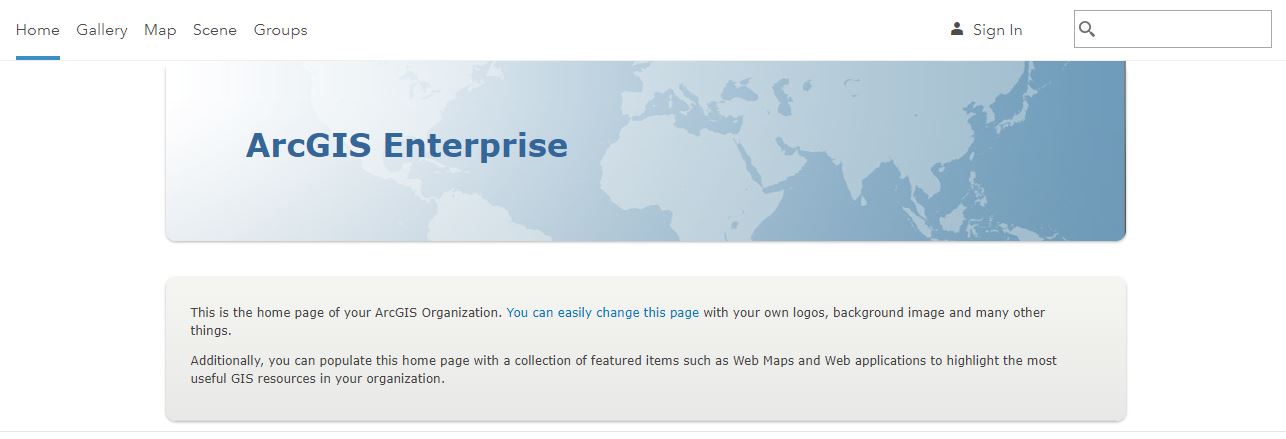 Home Gallery Map Scene Groups Sign In
ArcGIS Enterprise
This is the home page of your ArcGIS Organization. You can easily change this page with your own logos, background image and many other
things.
Additionally, you can populate this home page with a collection of featured items such as Web Maps and Web applications to highlight the most
useful GIS resources in your organization.